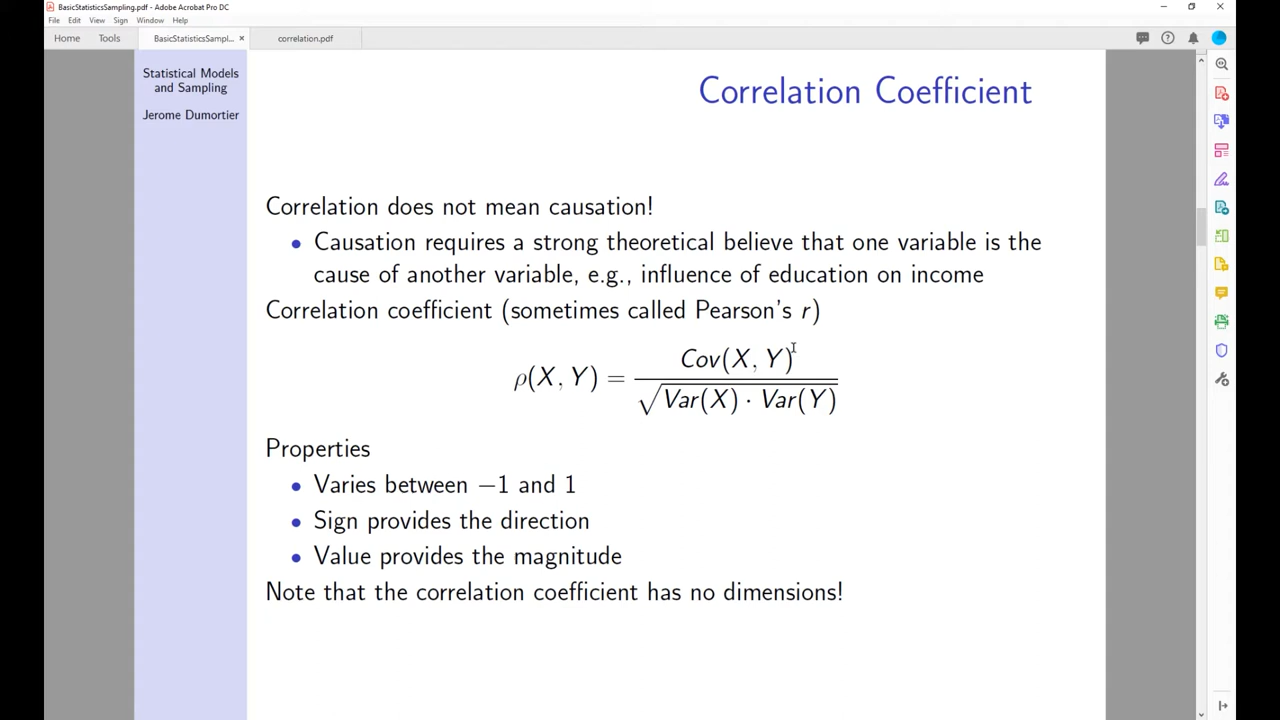 BasicStatisticsSampling.pdf - Adobe Acrobat Pro DC
File Edit View Sign Window Help
Home Tools BasicStatisticsSampl... × correlation.pdf
Statistical Models
and Sampling
Jerome Dumortier
Correlation Coefficient
Correlation does not mean causation!
• Causation requires a strong theoretical believe that one variable is the
cause of another variable, e.g., influence of education on income
Correlation coefficient (sometimes called Pearson's r)
ρ(X, Y) = Cov(X, Y) / √Var(X) · Var(Y)
Properties
• Varies between −1 and 1
• Sign provides the direction
• Value provides the magnitude
Note that the correlation coefficient has no dimensions!